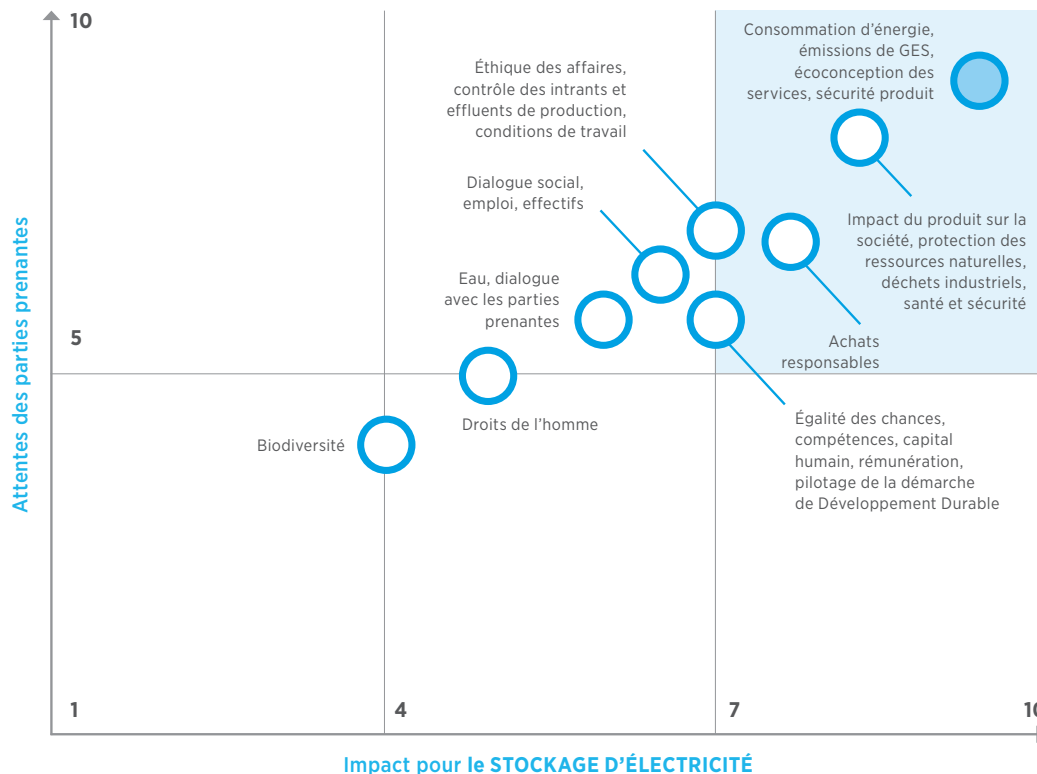 10
Consommation d'énergie,
émissions de GES,
écoconception des
services, sécurité produit
Éthique des affaires,
contrôle des intrants et
effluents de production,
conditions de travail
Dialogue social,
emploi, effectifs
Impact du produit sur la
société, protection des
ressources naturelles,
déchets industriels,
santé et sécurité
Eau, dialogue
avec les parties
prenantes
5
Achats
responsables
Droits de l'homme
Biodiversité
Égalité des chances,
compétences, capital
humain, rémunération,
pilotage de la démarche
de Développement Durable
Attentes des parties prenantes
1
4
7
10
Impact pour le STOCKAGE D'ÉLECTRICITÉ